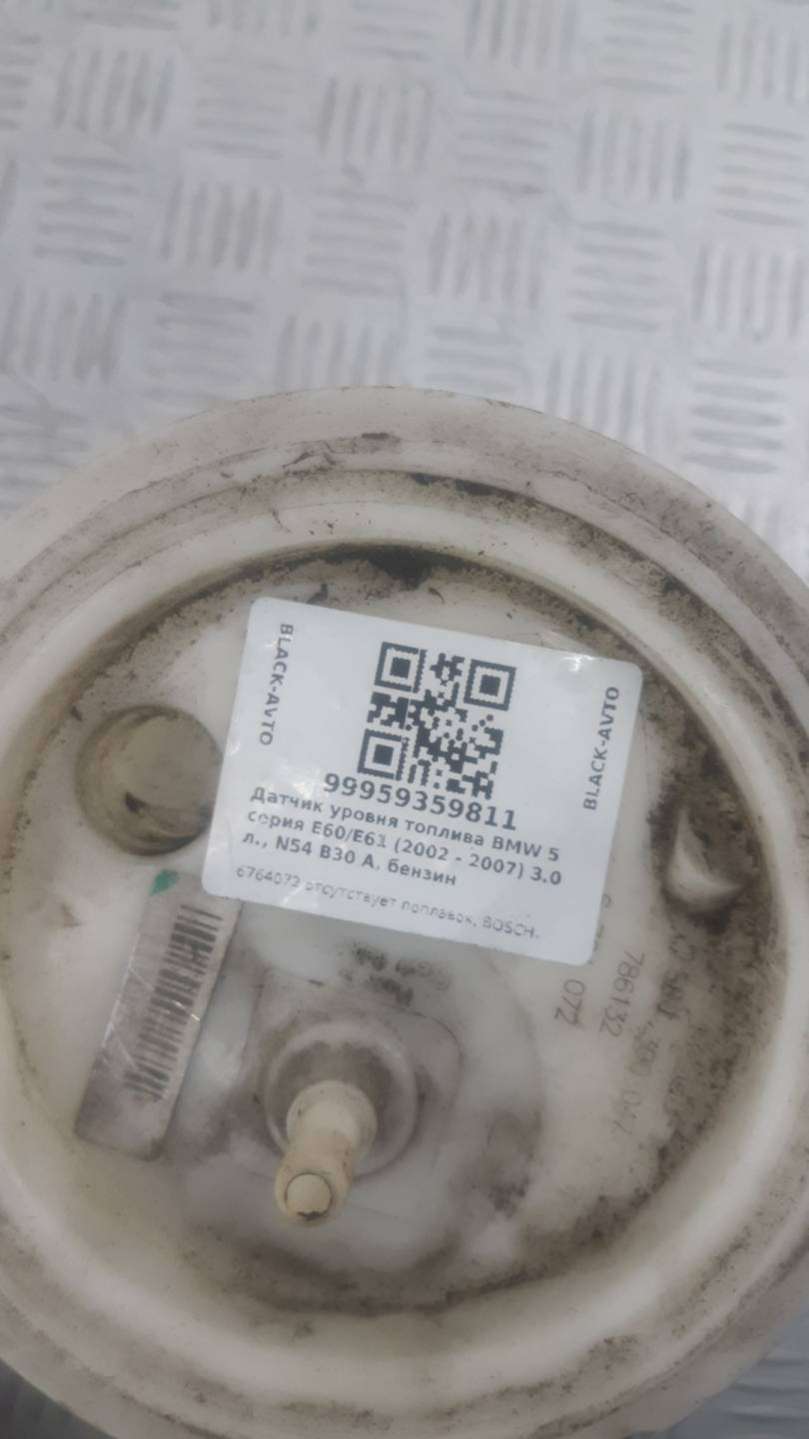 BLACK-AVTO
BLACK-AVTO
99959359811
Датчик уровня топлива BMW 5
серия E60/E61 (2002 - 2007) 3.0
л., N54 B30 A, бензин
6764072 отсутствует поплавок, BOSCH.
072
786132